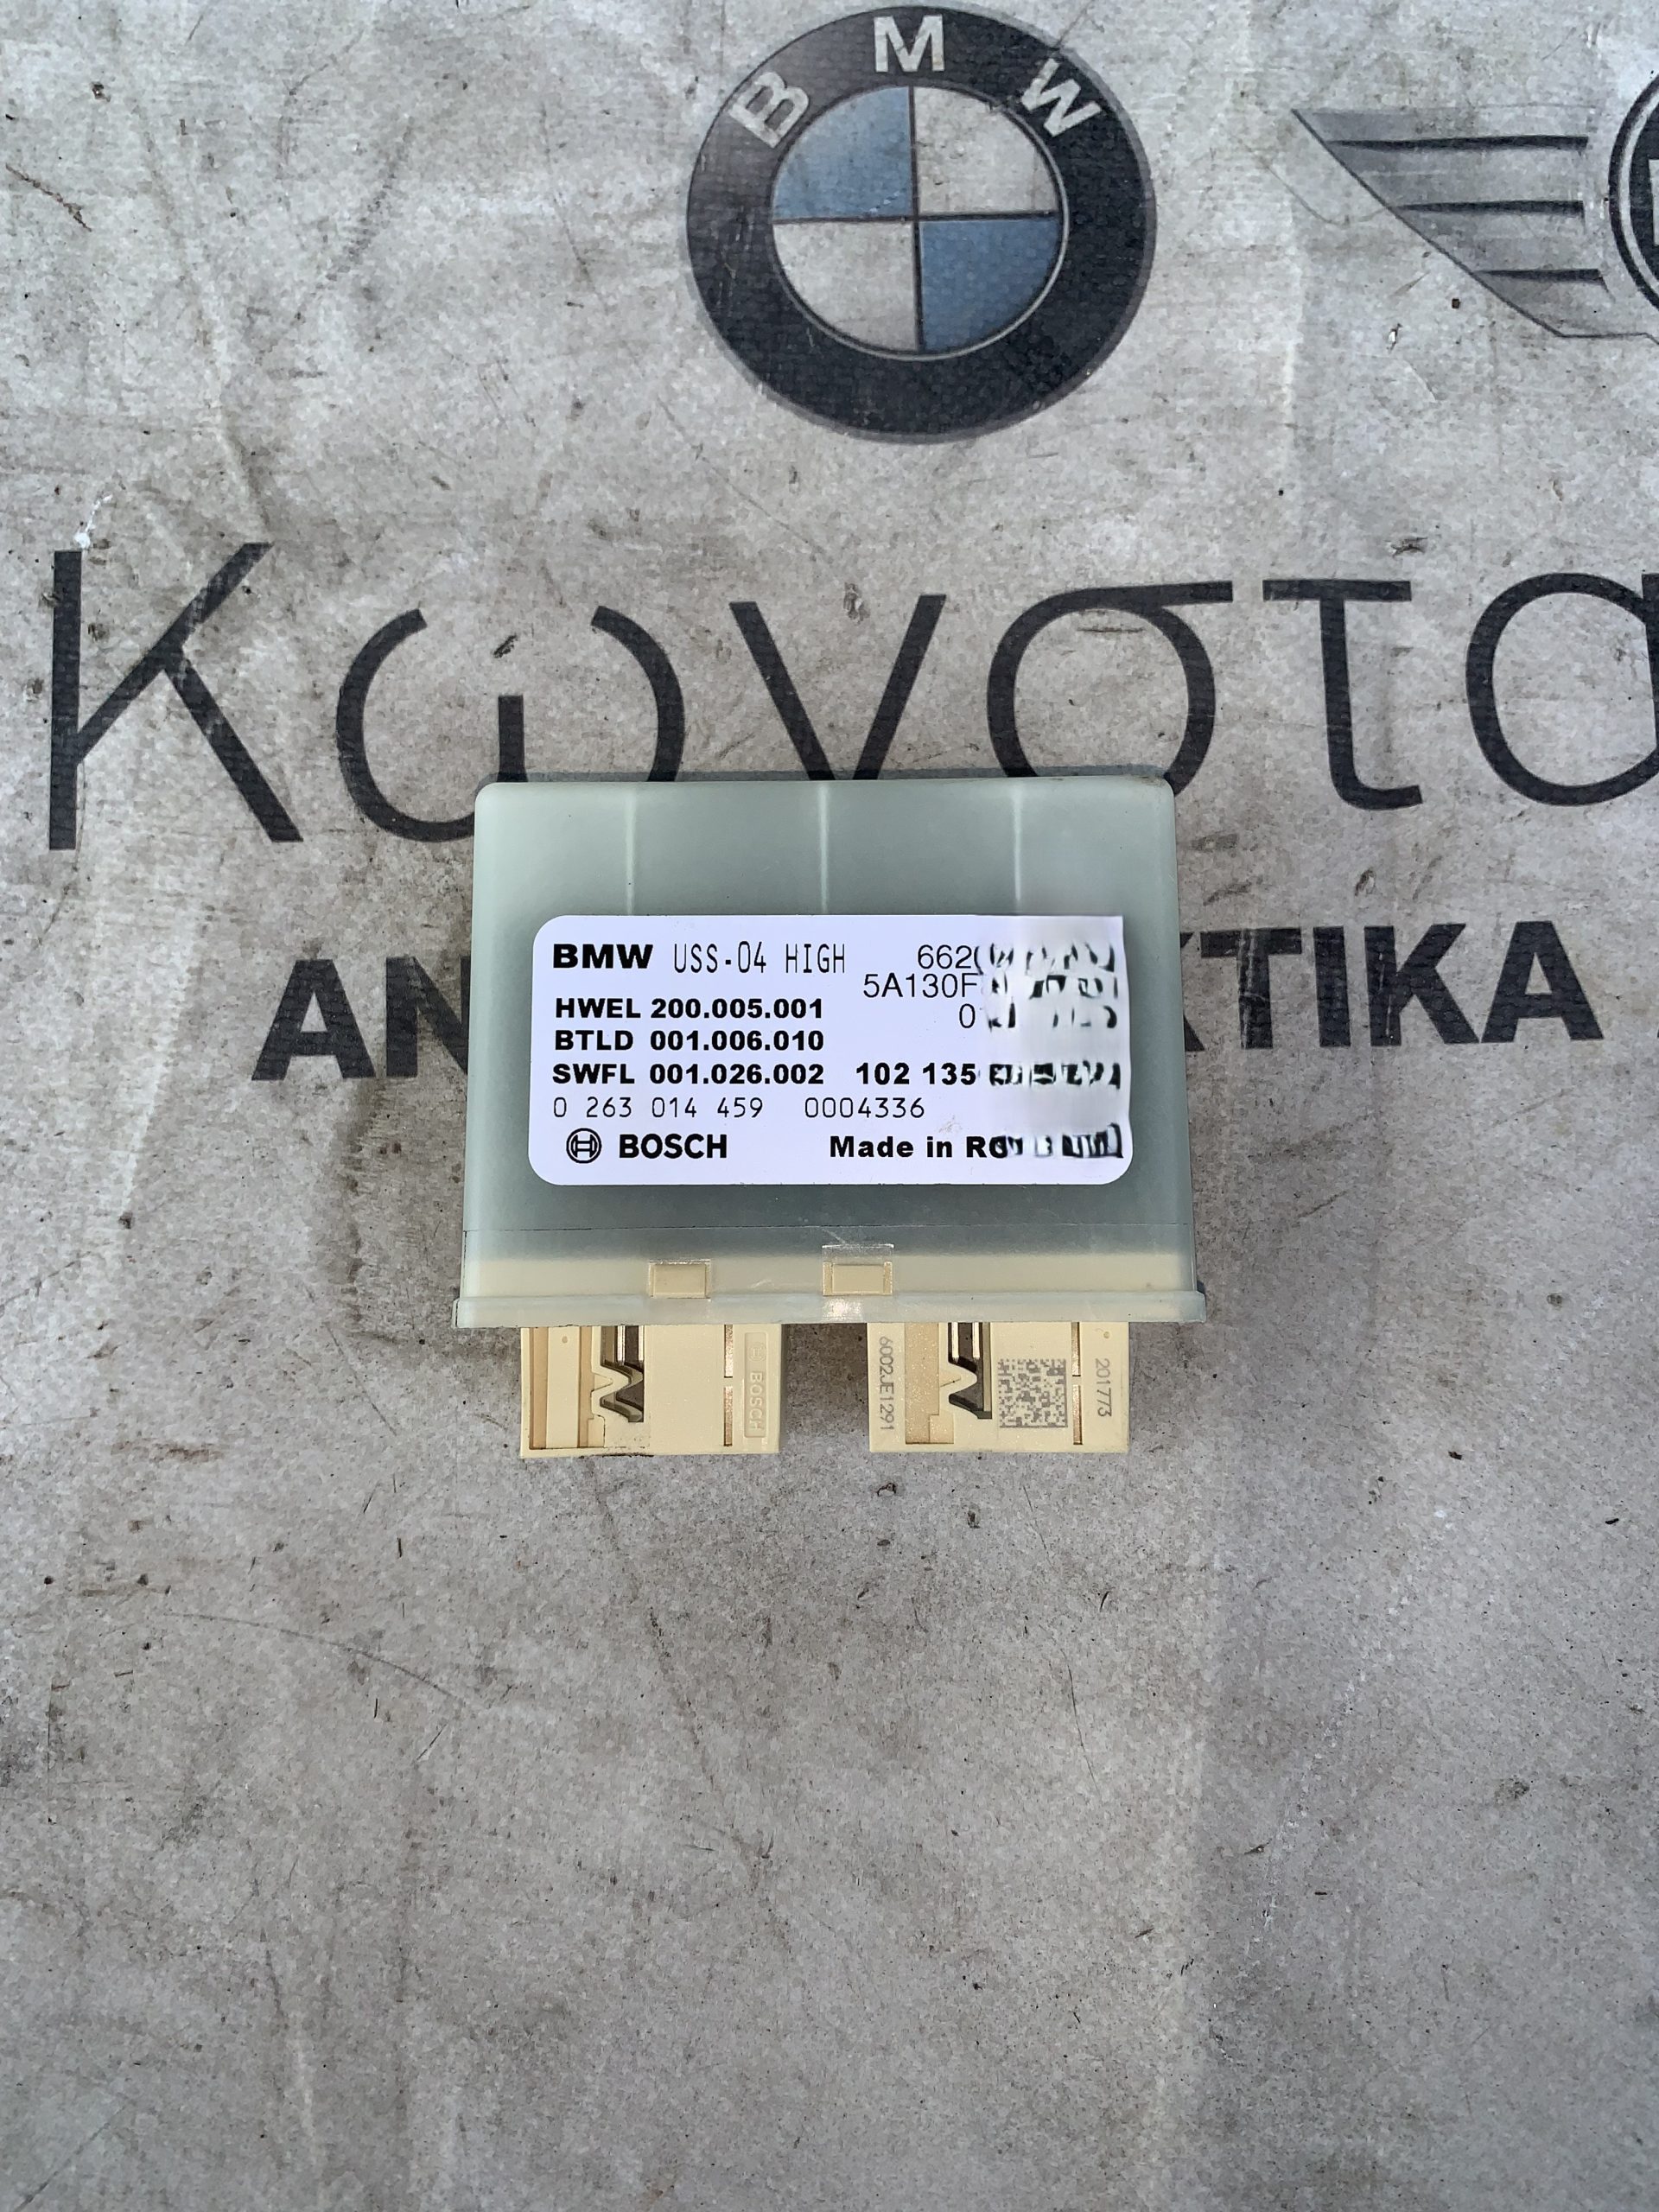 BMW
Κωνστα
ΑΝ ΚΤΙΚΑ
BMW USS-04 HIGH 662
5A130F
HWEL 200.005.001 0
BTLD 001.006.010
SWFL 001.026.002 102 135
0 263 014 459 0004336
BOSCH Made in
BOSCH 6002JE1291 201773